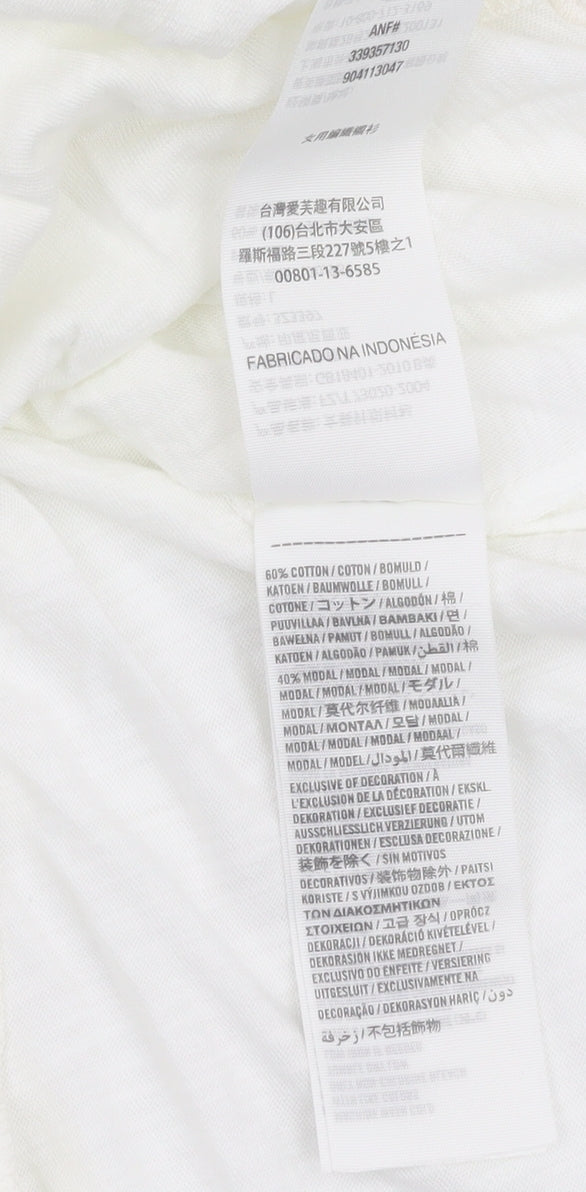 ANF#
339357130
904113047
女用編織襯衫
台灣愛芙趣有限公司
(106)台北市大安區
羅斯福路三段227號5樓之1
00801-13-6585
FABRICADO NA INDONÉSIA
60% COTTON / COTON / BOMULD /
KATOEN / BAUMWOLLE / BOMULL /
COTONE / コットン / ALGODÓN / 棉 /
PUUVILLAA / BAVLNA / ΒΑΜΒΑΚΙ / 면 /
BAWEŁNA / PAMUT / BOMULL / ALGODÃO /
KATOEN / ALGODÃO / PAMUK / القطن / 棉
40% MODAL / MODAL / MODAL / MODAL /
MODAL / MODAL / MODAL / モダル /
MODAL / 莫代尔纤维 / MODAALIA /
MODAL / ΜΟΝΤΑΛ / 모달 / MODAL /
MODAL / MODAL / MODAL / MODAAL /
MODAL / MODEL / المودال / 莫代爾纖維
EXCLUSIVE OF DECORATION / À
L'EXCLUSION DE LA DÉCORATION / EKSKL.
DEKORATION / EXCLUSIEF DECORATIE /
AUSSCHLIESSLICH VERZIERUNG / UTOM
DEKORATIONEN / ESCLUSA DECORAZIONE /
装飾を除く / SIN MOTIVOS
DECORATIVOS / 装饰物除外 / PAITSI
KORISTE / S VÝJIMKOU OZDOB / ΕΚΤΟΣ
ΤΩΝ ΔΙΑΚΟΣΜΗΤΙΚΩΝ
ΣΤΟΙΧΕΙΩΝ / 고급 장식 / OPRÓCZ
DEKORACJI / DEKORÁCIÓ KIVÉTELÉVEL /
DEKORASJON IKKE MEDREGNET /
EXCLUSIVO DO ENFEITE / VERSIERING
UITGESLUIT / EXCLUSIVAMENTE NA
DECORAÇÃO / DEKORASYON HARIÇ / دون
زخرفة / 不包括飾物